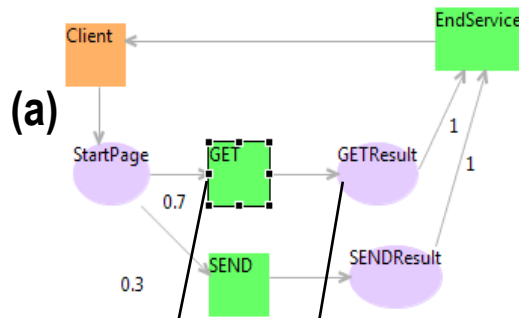 EndService
Client
(a)
1
StartPage
GET
GETResult
1
0.7
SEND
SENDResult
0.3